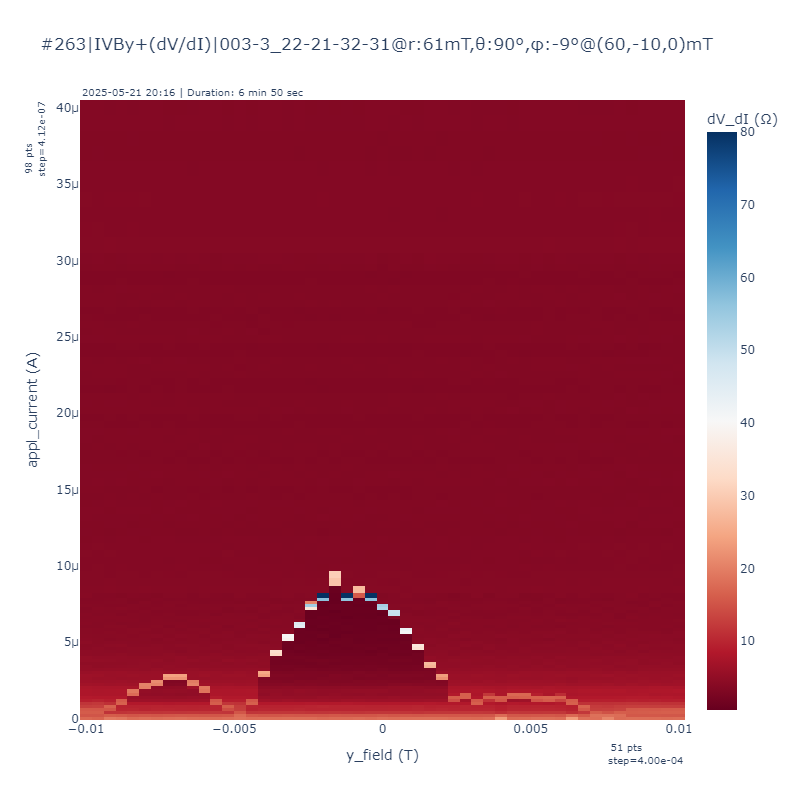 #263|IVBy+(dV/dI)|003-3_22-21-32-31@r:61mT,θ:90°,φ:-9°@(60,-10,0)mT
2025-05-21 20:16 | Duration: 6 min 50 sec
98 pts
step=4.12e-07
dV_dI (Ω)
80
70
60
50
40
30
20
10
40μ
35μ
30μ
25μ
20μ
15μ
10μ
5μ
0
appl_current (A)
−0.01
−0.005
0
0.005
0.01
y_field (T)
51 pts
step=4.00e-04